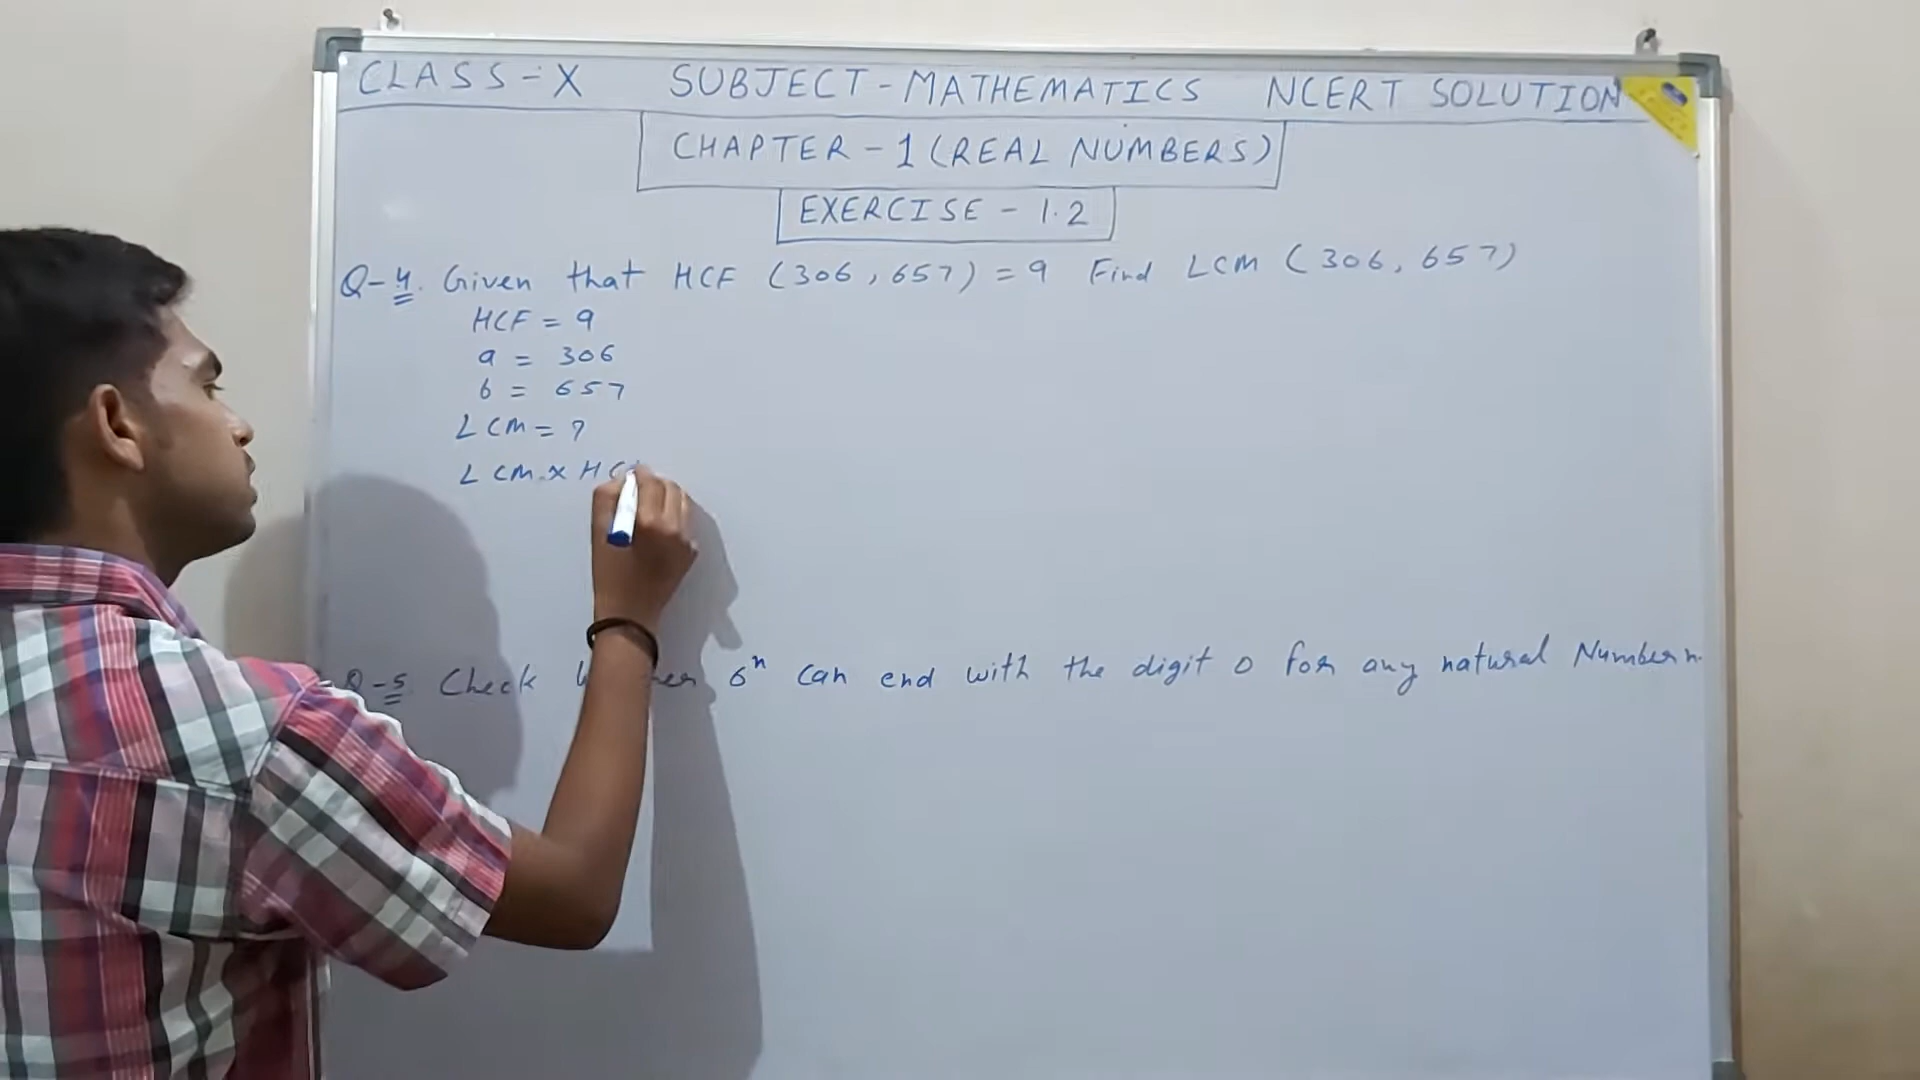 CLASS-X SUBJECT-MATHEMATICS NCERT SOLUTION
CHAPTER-1 (REAL NUMBERS)
EXERCISE-1.2
Q-4. Given that HCF (306, 657) = 9 Find LCM (306, 657)
HCF = 9
a = 306
b = 657
LCM = ?
LCM x HC
Q-5 Check 6ⁿ can end with the digit 0 for any natural Number n.